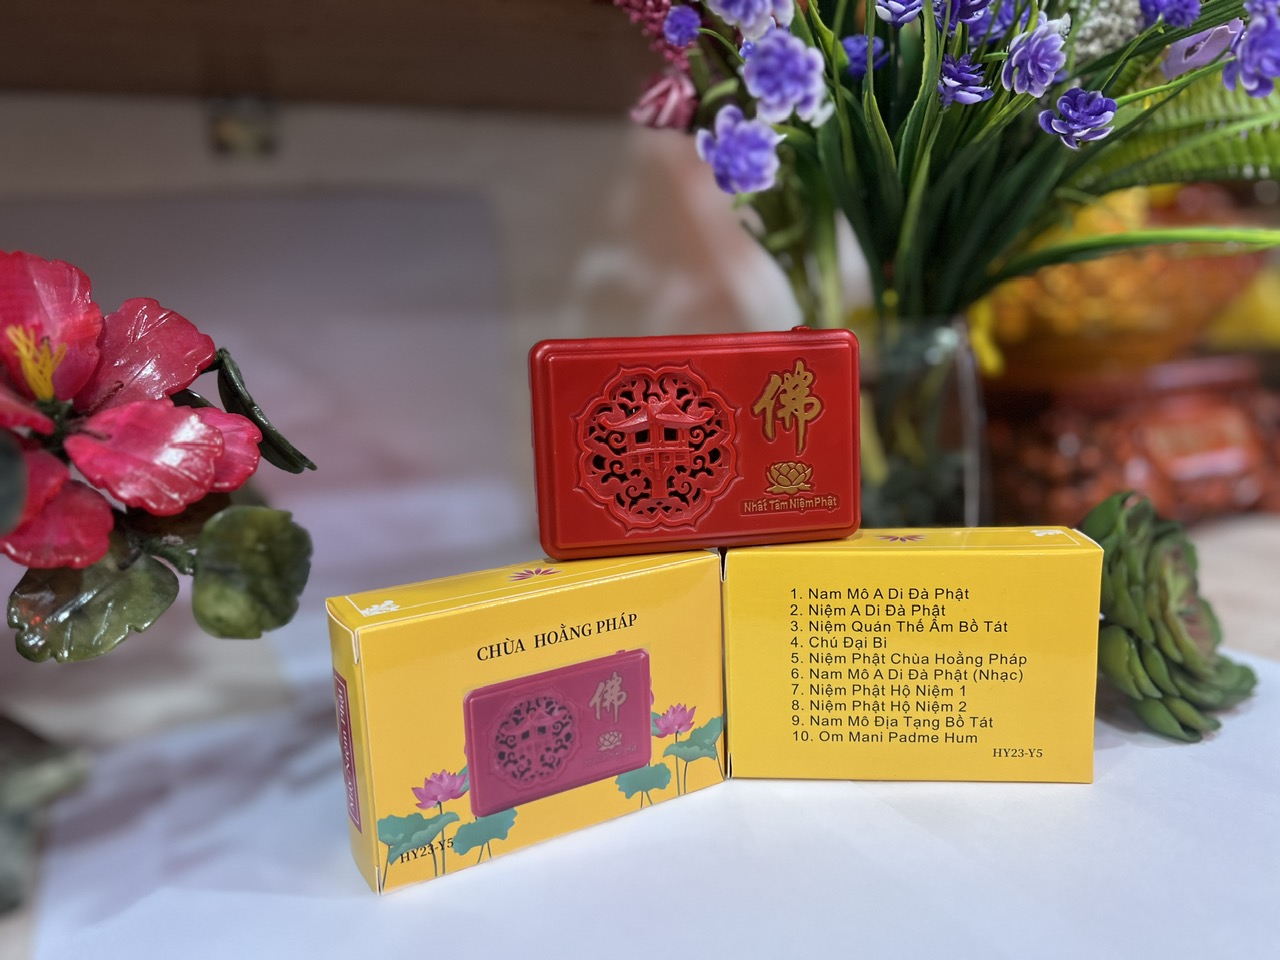 佛
Nhất Tâm Niệm Phật
CHÙA HOẰNG PHÁP
佛
HY23-Y5
1. Nam Mô A Di Đà Phật
2. Niệm A Di Đà Phật
3. Niệm Quán Thế Âm Bồ Tát
4. Chú Đại Bi
5. Niệm Phật Chùa Hoằng Pháp
6. Nam Mô A Di Đà Phật (Nhạc)
7. Niệm Phật Hộ Niệm 1
8. Niệm Phật Hộ Niệm 2
9. Nam Mô Địa Tạng Bồ Tát
10. Om Mani Padme Hum
HY23-Y5